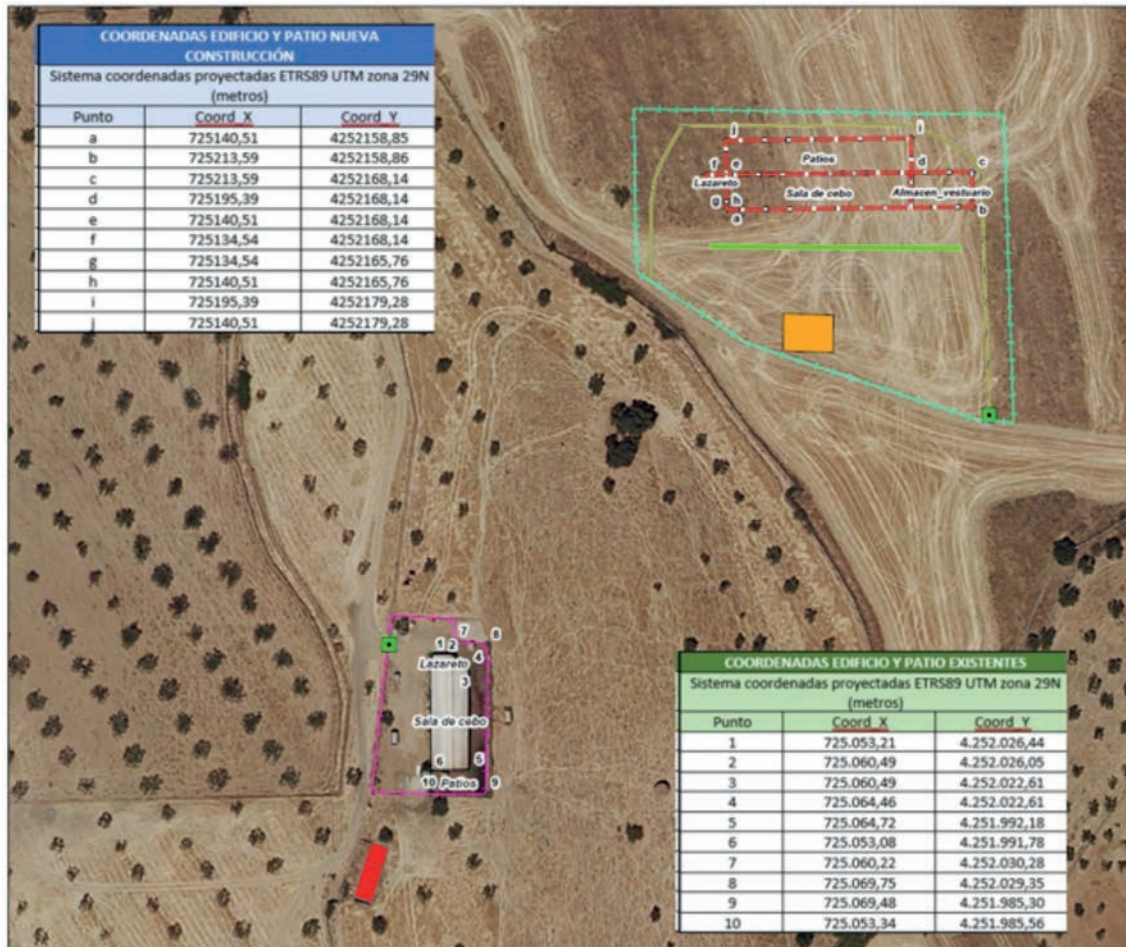 COORDENADAS EDIFICIO Y PATIO NUEVA
CONSTRUCCIÓN
Sistema coordenadas proyectadas ETRS89 UTM zona 29N
(metros)
Punto Coord_X Coord_Y
a 725140,51 4252158,85
b 725213,59 4252158,86
c 725213,59 4252168,14
d 725195,39 4252168,14
e 725140,51 4252168,14
f 725134,54 4252168,14
g 725134,54 4252165,76
h 725140,51 4252165,76
i 725195,39 4252179,28
j 725140,51 4252179,28
j i
Patios
f e d c
Lazareto Sala de cebo Almacen_vestuario
g h
a b
7 8
1 2
4
Lazareto
3
Sala de cebo
6 5
10 Patios 9
COORDENADAS EDIFICIO Y PATIO EXISTENTES
Sistema coordenadas proyectadas ETRS89 UTM zona 29N
(metros)
Punto Coord_X Coord_Y
1 725.053,21 4.252.026,44
2 725.060,49 4.252.026,05
3 725.060,49 4.252.022,61
4 725.064,46 4.252.022,61
5 725.064,72 4.251.992,18
6 725.053,08 4.251.991,78
7 725.060,22 4.252.030,28
8 725.069,75 4.252.029,35
9 725.069,48 4.251.985,30
10 725.053,34 4.251.985,56